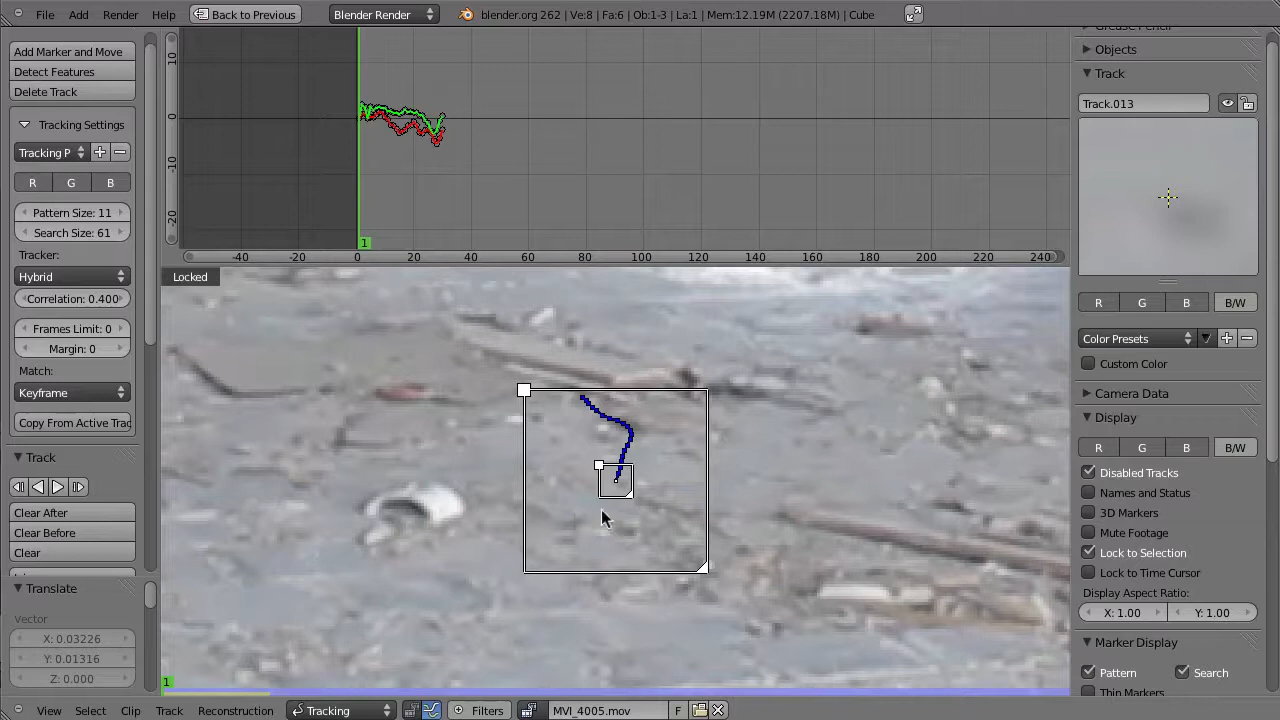 File Add Render Help Back to Previous Blender Render blender.org 262 | Ve:8 | Fa:6 | Ob:1-3 | La:1 | Mem:12.19M (2207.18M) | Cube
Add Marker and Move
Detect Features
Delete Track
Tracking Settings
Tracking P
R G B
Pattern Size: 11
Search Size: 61
Tracker:
Hybrid
Correlation: 0.400
Frames Limit: 0
Margin: 0
Match:
Keyframe
Copy From Active Trac
Track
Clear After
Clear Before
Clear
Translate
Vector
X: 0.03226
Y: 0.01316
Z: 0.000
10
0
-10
-20
1
-40 -20 0 20 40 60 80 100 120 140 160 180 200 220 240
Locked
1
Objects
Track
Track.013
R G B B/W
Color Presets
Custom Color
Camera Data
Display
R G B B/W
Disabled Tracks
Names and Status
3D Markers
Mute Footage
Lock to Selection
Lock to Time Cursor
Display Aspect Ratio:
X: 1.00 Y: 1.00
Marker Display
Pattern Search
Thin Markers
View Select Clip Track Reconstruction Tracking Filters MVI_4005.mov F